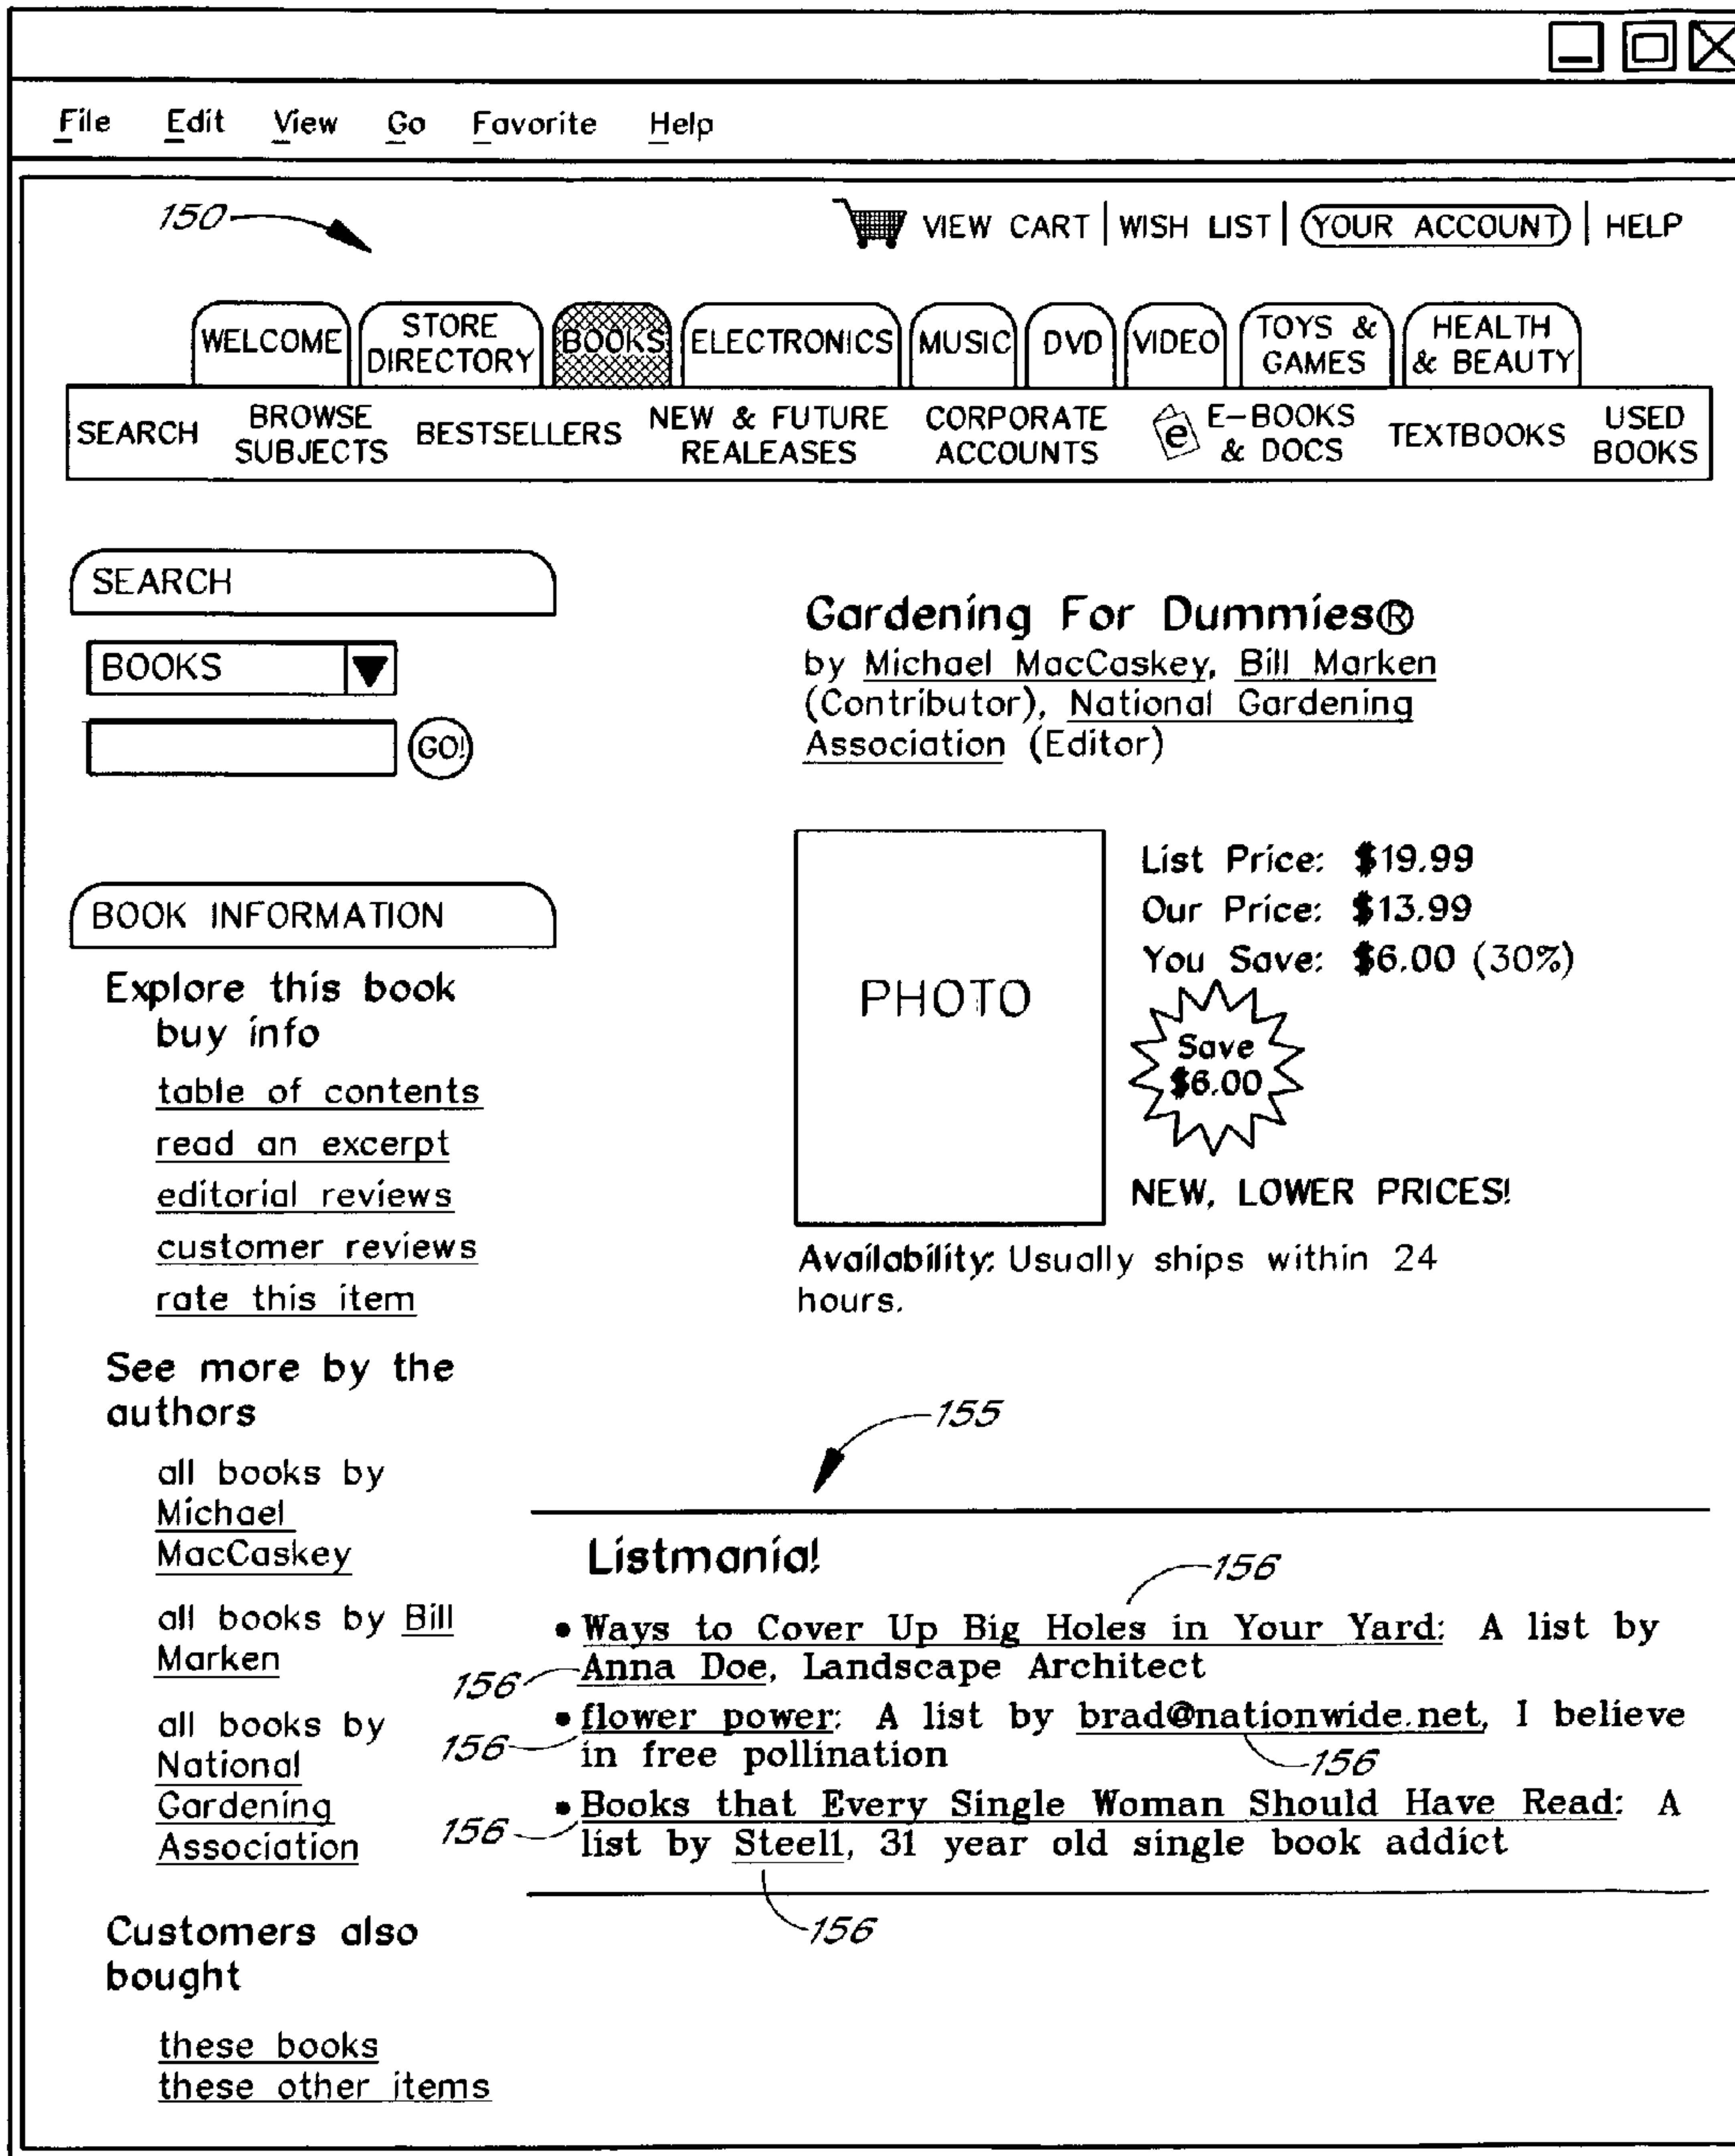 File Edit View Go Favorite Help
150
VIEW CART | WISH LIST | YOUR ACCOUNT | HELP
WELCOME
STORE
DIRECTORY
BOOKS
ELECTRONICS
MUSIC
DVD
VIDEO
TOYS &
GAMES
HEALTH
& BEAUTY
SEARCH
BROWSE
SUBJECTS
BESTSELLERS
NEW & FUTURE
REALEASES
CORPORATE
ACCOUNTS
e
E-BOOKS
& DOCS
TEXTBOOKS
USED
BOOKS
SEARCH
BOOKS
GO!
BOOK INFORMATION
Explore this book
buy info
table of contents
read an excerpt
editorial reviews
customer reviews
rate this item
See more by the
authors
all books by
Michael
MacCaskey
all books by Bill
Marken
all books by
National
Gardening
Association
Customers also
bought
these books
these other items
Gardening For Dummies®
by Michael MacCaskey, Bill Marken
(Contributor), National Gardening
Association (Editor)
PHOTO
List Price: $19.99
Our Price: $13.99
You Save: $6.00 (30%)
Save
$6.00
NEW, LOWER PRICES!
Availability: Usually ships within 24
hours.
155
Listmania!
156
• Ways to Cover Up Big Holes in Your Yard: A list by
156
Anna Doe, Landscape Architect
• flower power: A list by brad@nationwide.net, I believe
156
in free pollination
156
• Books that Every Single Woman Should Have Read: A
156
list by Steell, 31 year old single book addict
156